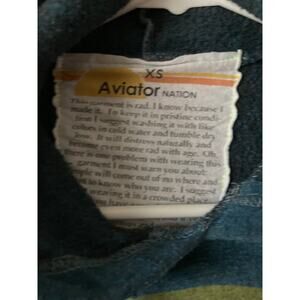 XS
Aviator NATION
This garment is rad. I know because I
made it. To keep it in pristine condi-
tion I suggest washing it with like
colors in cold water and tumble dry
low. It will distress naturally and
become even more rad with age. Oh,
there is one problem with wearing this
garment I must warn you about:
people will come out of no where and
to know who you are. I suggest
wearing it in a crowded place
you have